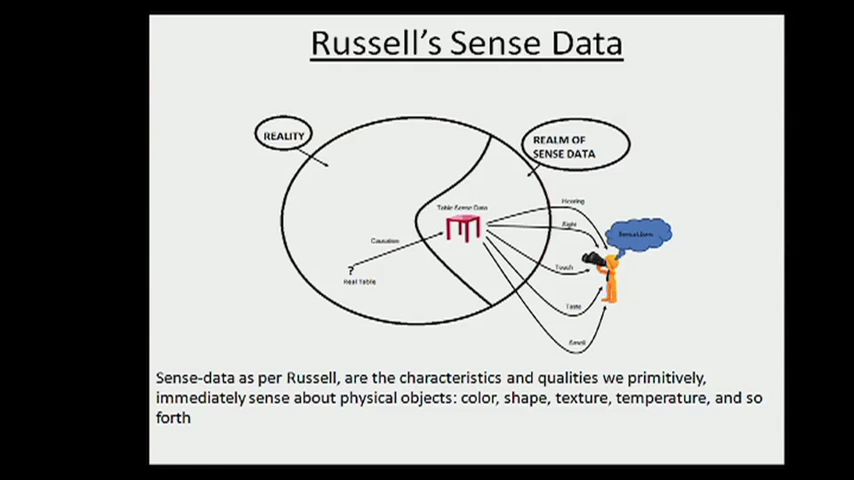 Russell's Sense Data
REALITY
REALM OF
SENSE DATA
Table Sense Data
Hearing
Sight
Sensations
Causation
Touch
?
Real Table
Taste
Smell
Sense-data as per Russell, are the characteristics and qualities we primitively,
immediately sense about physical objects: color, shape, texture, temperature, and so
forth